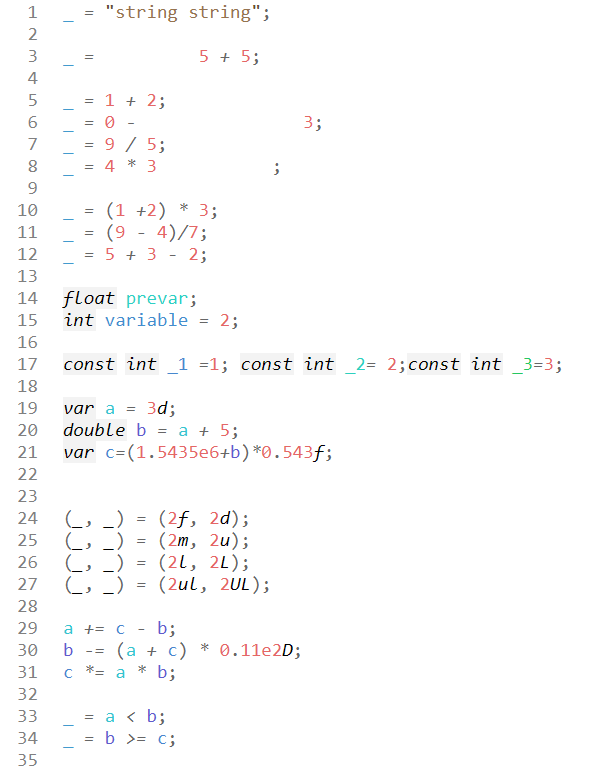 1 _ = "string string";
2
3 _ =          5 + 5;
4
5 _ = 1 + 2;
6 _ = 0 -                3;
7 _ = 9 / 5;
8 _ = 4 * 3           ;
9
10 _ = (1 +2) * 3;
11 _ = (9 - 4)/7;
12 _ = 5 + 3 - 2;
13
14 float prevar;
15 int variable = 2;
16
17 const int _1 =1; const int _2= 2;const int _3=3;
18
19 var a = 3d;
20 double b = a + 5;
21 var c=(1.5435e6+b)*0.543f;
22
23
24 (_, _) = (2f, 2d);
25 (_, _) = (2m, 2u);
26 (_, _) = (2l, 2L);
27 (_, _) = (2ul, 2UL);
28
29 a += c - b;
30 b -= (a + c) * 0.11e2D;
31 c *= a * b;
32
33 _ = a < b;
34 _ = b >= c;
35